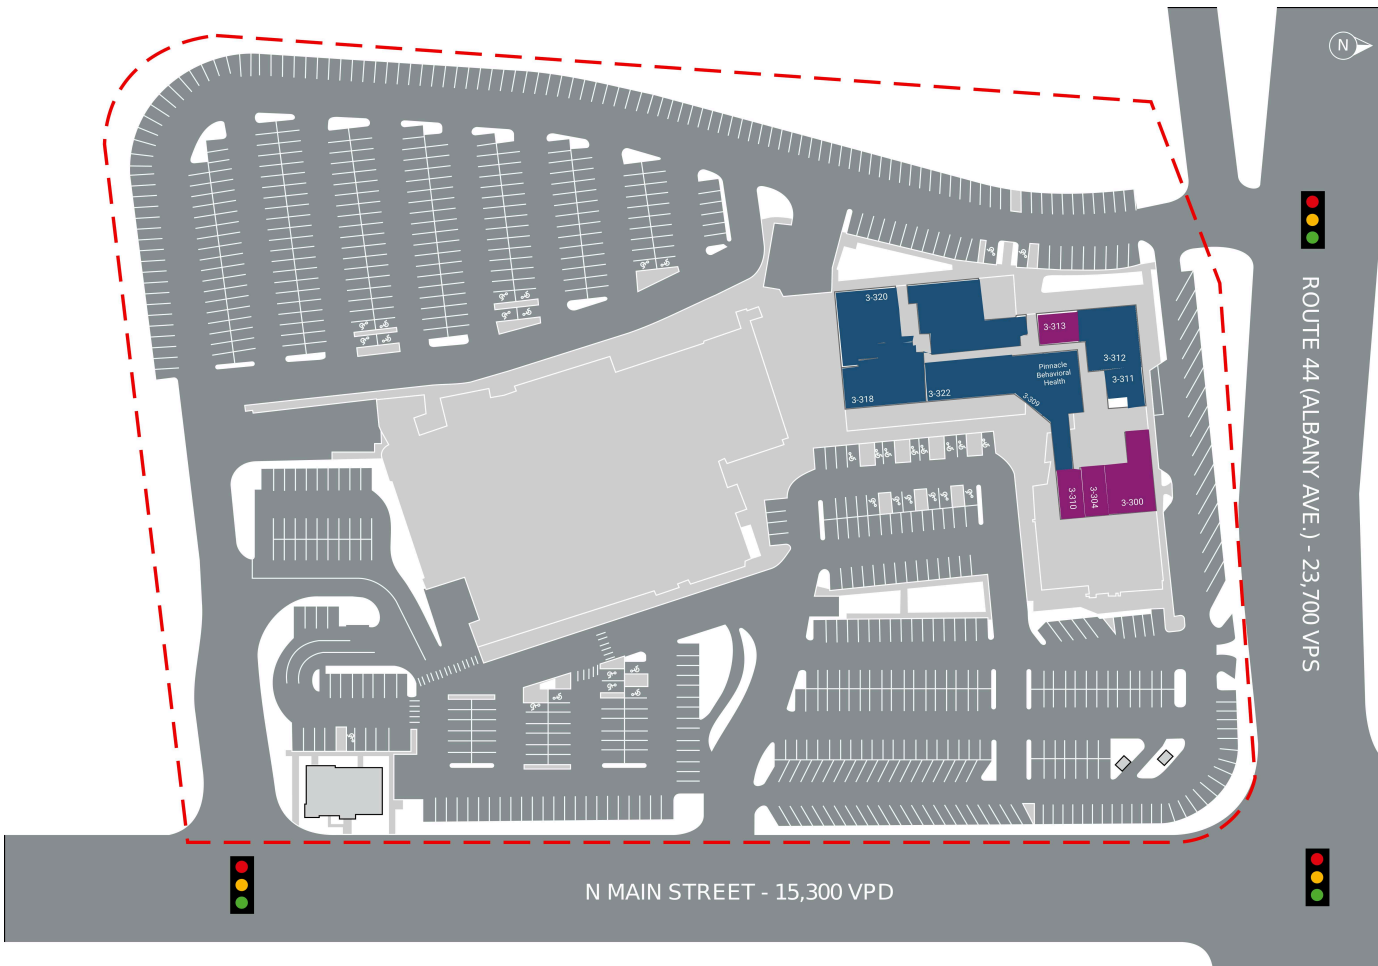 N
3-320
3-313
3-312
Pinnacle
Behavioral
Health
3-311
3-318
3-322
3-309
3-310
3-304
3-300
ROUTE 44 (ALBANY AVE.) - 23,700 VPS
N MAIN STREET - 15,300 VPD